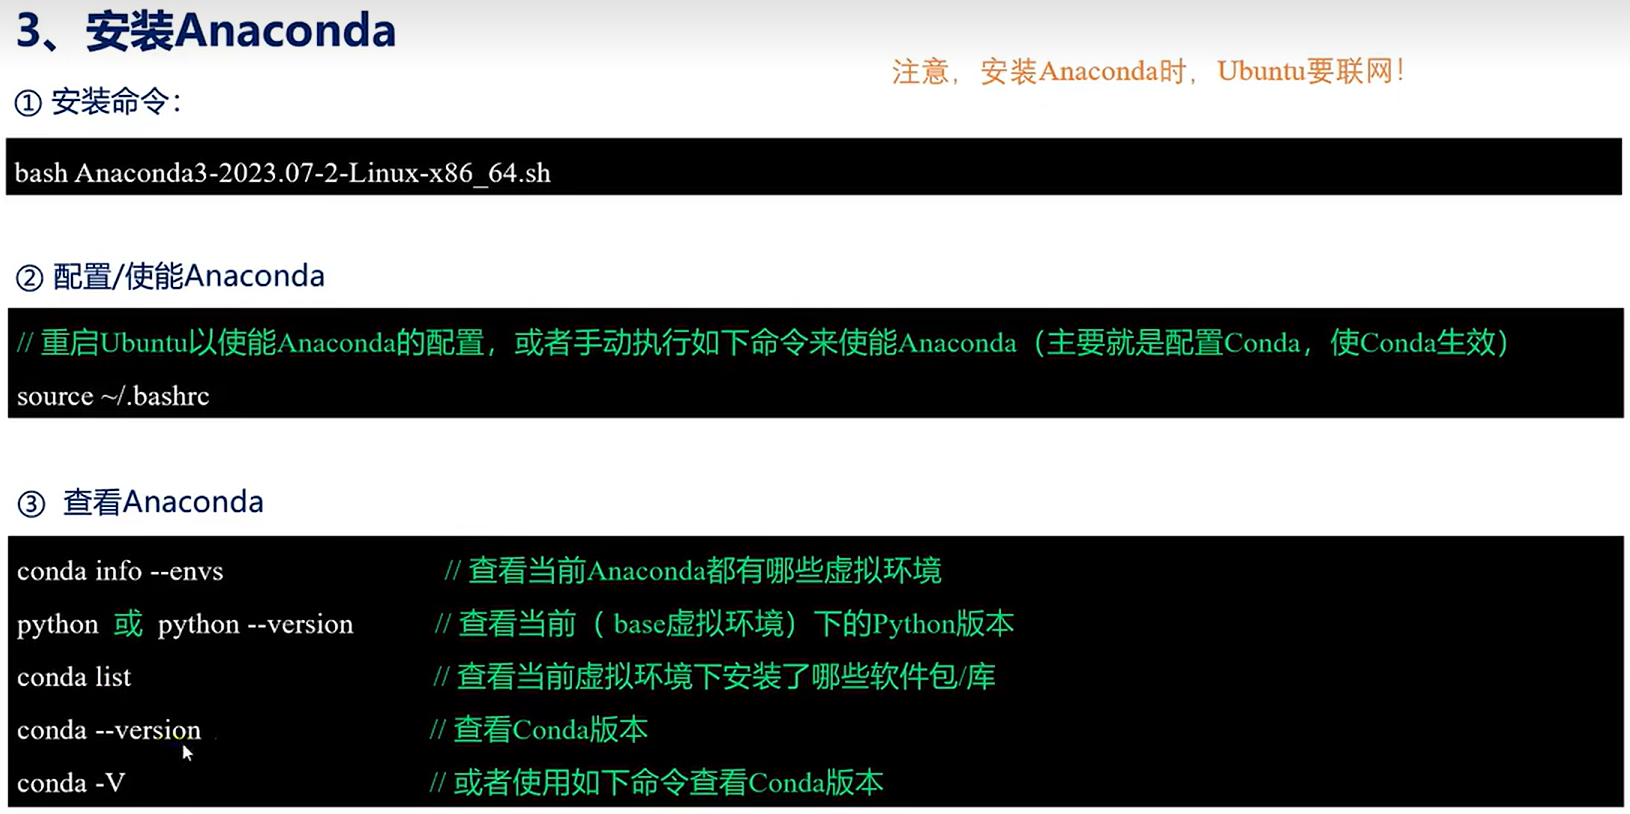 3、安装Anaconda
注意，安装Anaconda时，Ubuntu要联网！
① 安装命令：
bash Anaconda3-2023.07-2-Linux-x86_64.sh
② 配置/使能Anaconda
// 重启Ubuntu以使能Anaconda的配置，或者手动执行如下命令来使能Anaconda（主要就是配置Conda，使Conda生效）
source ~/.bashrc
③ 查看Anaconda
conda info --envs // 查看当前Anaconda都有哪些虚拟环境
python 或 python --version // 查看当前（ base虚拟环境）下的Python版本
conda list // 查看当前虚拟环境下安装了哪些软件包/库
conda --version // 查看Conda版本
conda -V // 或者使用如下命令查看Conda版本